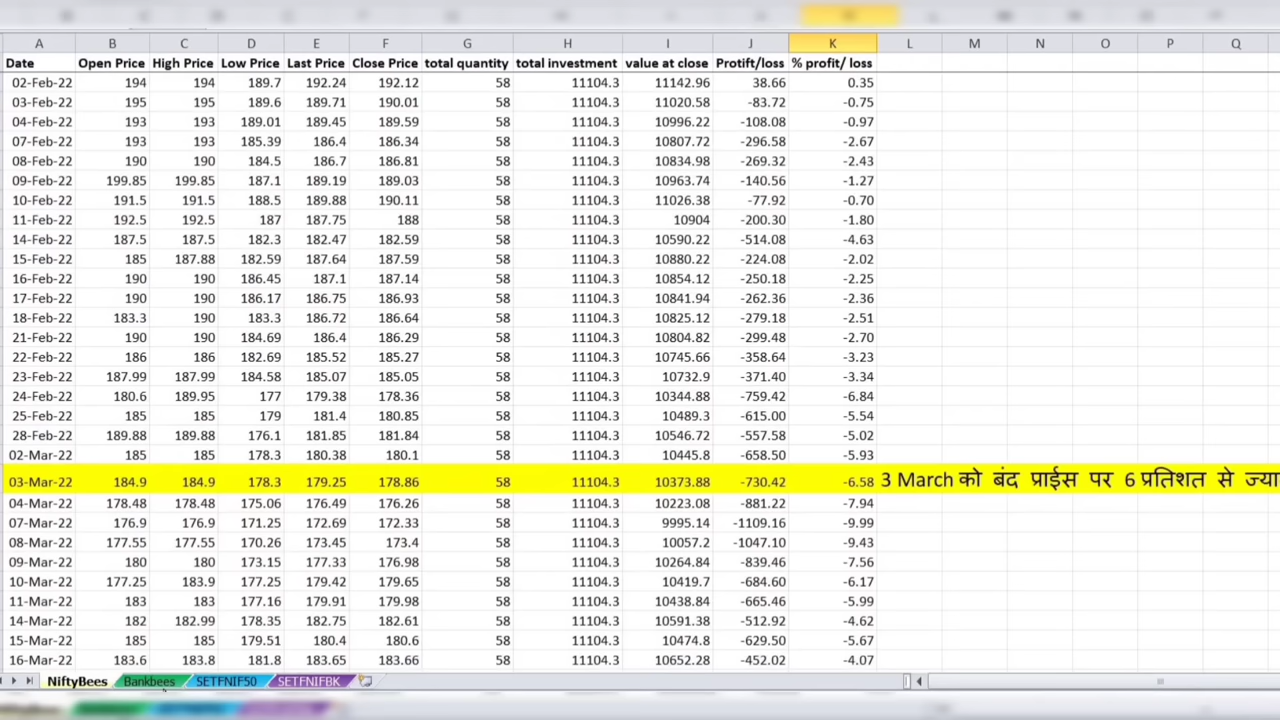 A B C D E F G H I J K L M N O P Q
Date Open Price High Price Low Price Last Price Close Price total quantity total investment value at close Protift/loss % profit/ loss
02-Feb-22 194 194 189.7 192.24 192.12 58 11104.3 11142.96 38.66 0.35
03-Feb-22 195 195 189.6 189.71 190.01 58 11104.3 11020.58 -83.72 -0.75
04-Feb-22 193 193 189.01 189.45 189.59 58 11104.3 10996.22 -108.08 -0.97
07-Feb-22 193 193 185.39 186.4 186.34 58 11104.3 10807.72 -296.58 -2.67
08-Feb-22 190 190 184.5 186.7 186.81 58 11104.3 10834.98 -269.32 -2.43
09-Feb-22 199.85 199.85 187.1 189.19 189.03 58 11104.3 10963.74 -140.56 -1.27
10-Feb-22 191.5 191.5 188.5 189.88 190.11 58 11104.3 11026.38 -77.92 -0.70
11-Feb-22 192.5 192.5 187 187.75 188 58 11104.3 10904 -200.30 -1.80
14-Feb-22 187.5 187.5 182.3 182.47 182.59 58 11104.3 10590.22 -514.08 -4.63
15-Feb-22 185 187.88 182.59 187.64 187.59 58 11104.3 10880.22 -224.08 -2.02
16-Feb-22 190 190 186.45 187.1 187.14 58 11104.3 10854.12 -250.18 -2.25
17-Feb-22 190 190 186.17 186.75 186.93 58 11104.3 10841.94 -262.36 -2.36
18-Feb-22 183.3 190 183.3 186.72 186.64 58 11104.3 10825.12 -279.18 -2.51
21-Feb-22 190 190 184.69 186.4 186.29 58 11104.3 10804.82 -299.48 -2.70
22-Feb-22 186 186 182.69 185.52 185.27 58 11104.3 10745.66 -358.64 -3.23
23-Feb-22 187.99 187.99 184.58 185.07 185.05 58 11104.3 10732.9 -371.40 -3.34
24-Feb-22 180.6 189.95 177 179.38 178.36 58 11104.3 10344.88 -759.42 -6.84
25-Feb-22 185 185 179 181.4 180.85 58 11104.3 10489.3 -615.00 -5.54
28-Feb-22 189.88 189.88 176.1 181.85 181.84 58 11104.3 10546.72 -557.58 -5.02
02-Mar-22 185 185 178.3 180.38 180.1 58 11104.3 10445.8 -658.50 -5.93
03-Mar-22 184.9 184.9 178.3 179.25 178.86 58 11104.3 10373.88 -730.42 -6.58 3 March को बंद प्राईस पर 6 प्रतिशत से ज्या
04-Mar-22 178.48 178.48 175.06 176.49 176.26 58 11104.3 10223.08 -881.22 -7.94
07-Mar-22 176.9 176.9 171.25 172.69 172.33 58 11104.3 9995.14 -1109.16 -9.99
08-Mar-22 177.55 177.55 170.26 173.45 173.4 58 11104.3 10057.2 -1047.10 -9.43
09-Mar-22 180 180 173.15 177.33 176.98 58 11104.3 10264.84 -839.46 -7.56
10-Mar-22 177.25 183.9 177.25 179.42 179.65 58 11104.3 10419.7 -684.60 -6.17
11-Mar-22 183 183 177.16 179.91 179.98 58 11104.3 10438.84 -665.46 -5.99
14-Mar-22 182 182.99 178.35 182.75 182.61 58 11104.3 10591.38 -512.92 -4.62
15-Mar-22 185 185 179.51 180.4 180.6 58 11104.3 10474.8 -629.50 -5.67
16-Mar-22 183.6 183.8 181.8 183.65 183.66 58 11104.3 10652.28 -452.02 -4.07
NiftyBees Bankbees SETFNIF50 SETFNIFBK